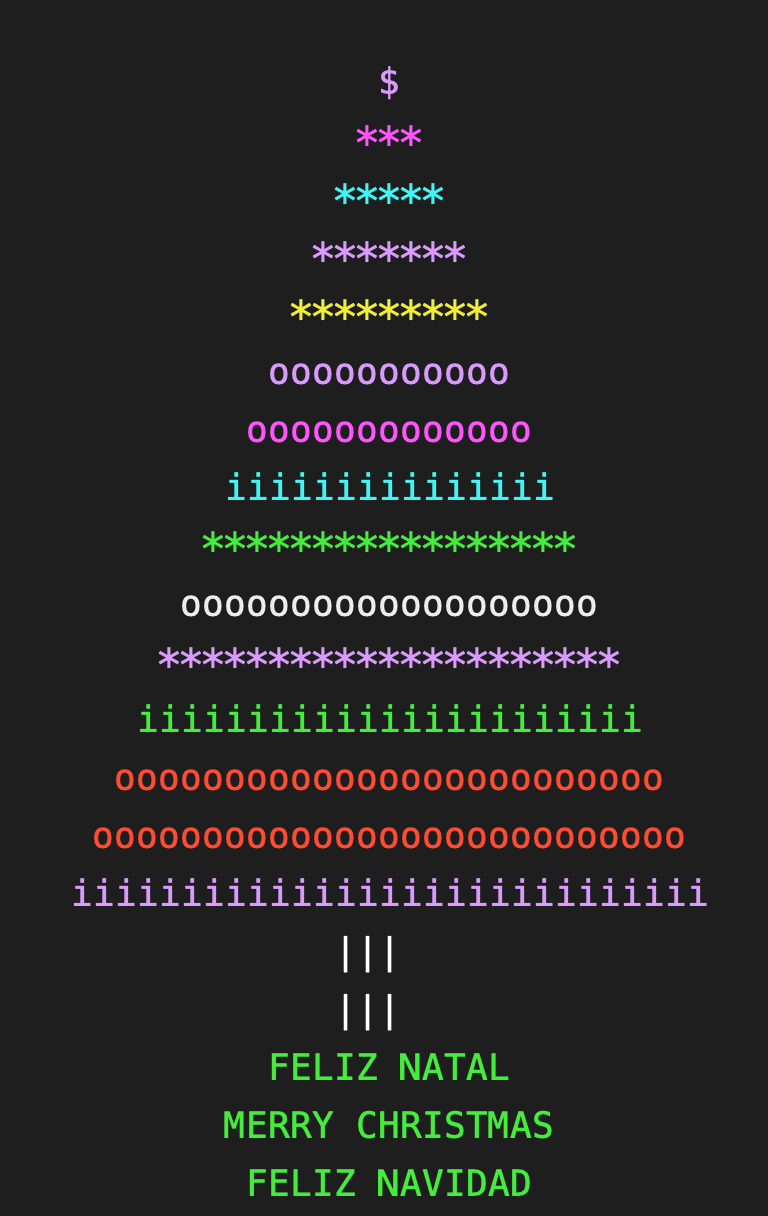 $
***
*****
*******
*********
ooooooooooo
ooooooooooooo
iiiiiiiiiiiiiii
*****************
ooooooooooooooooooo
*********************
iiiiiiiiiiiiiiiiiiiiiii
ooooooooooooooooooooooooo
ooooooooooooooooooooooooooo
iiiiiiiiiiiiiiiiiiiiiiiiiiiii
|||
|||
FELIZ NATAL
MERRY CHRISTMAS
FELIZ NAVIDAD